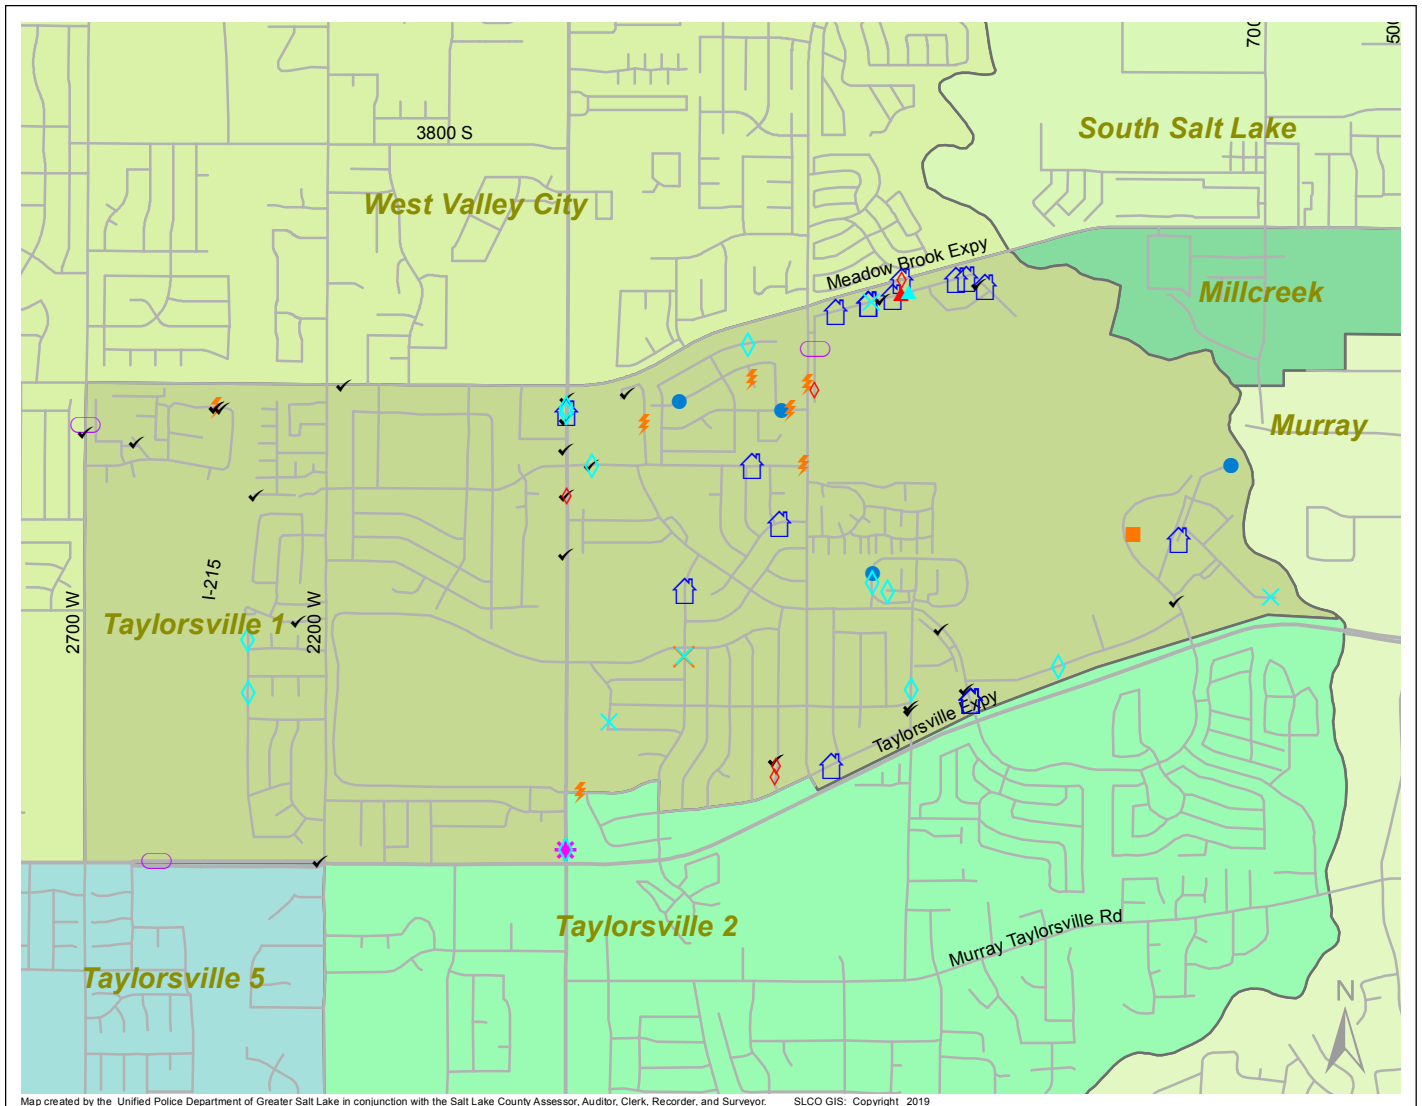 700
500
South Salt Lake
3800 S
West Valley City
Meadow Brook Expy
Millcreek
Murray
I-215
2700 W
2200 W
Taylorsville 1
Taylorsville Expy
Taylorsville 2
Murray Taylorsville Rd
Taylorsville 5
N
Map created by the Unified Police Department of Greater Salt Lake in conjunction with the Salt Lake County Assessor, Auditor, Clerk, Recorder, and Surveyor. SLCO GIS: Copyright 2019